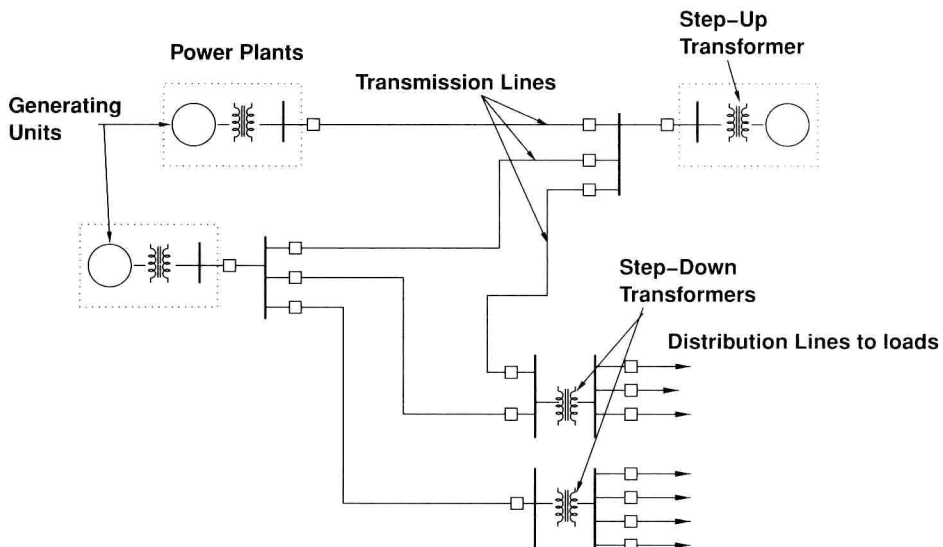 Step–Up
Transformer
Power Plants
Transmission Lines
Generating
Units
Step–Down
Transformers
Distribution Lines to loads